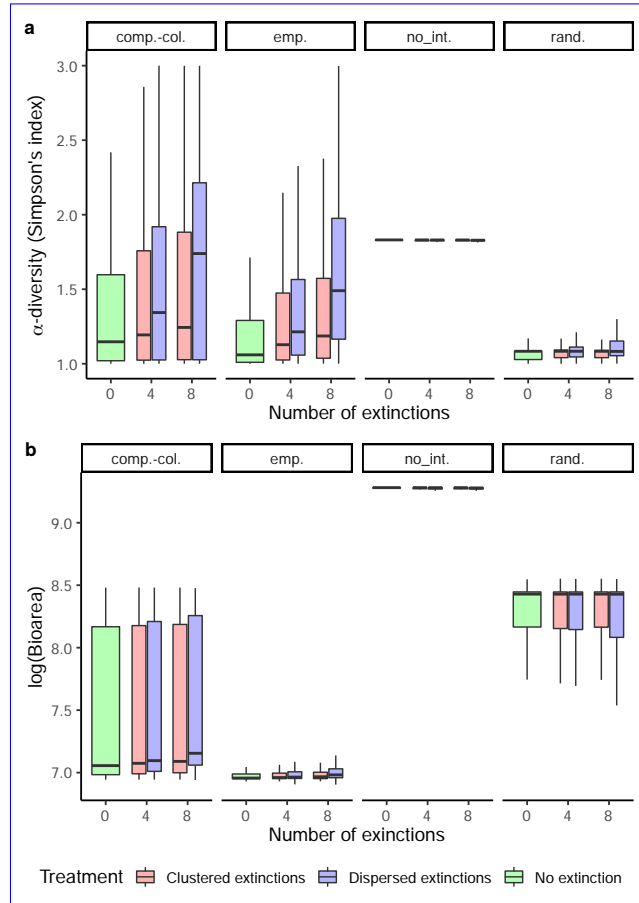 a
comp.-col. emp. no_int. rand.
3.0
2.5
2.0
1.5
1.0
α-diversity (Simpson's index)
0 4 8 0 4 8 0 4 8 0 4 8
Number of extinctions
b
comp.-col. emp. no_int. rand.
9.0
8.5
8.0
7.5
7.0
log(Bioarea)
0 4 8 0 4 8 0 4 8 0 4 8
Number of exinctions
Treatment Clustered extinctions Dispersed extinctions No extinction